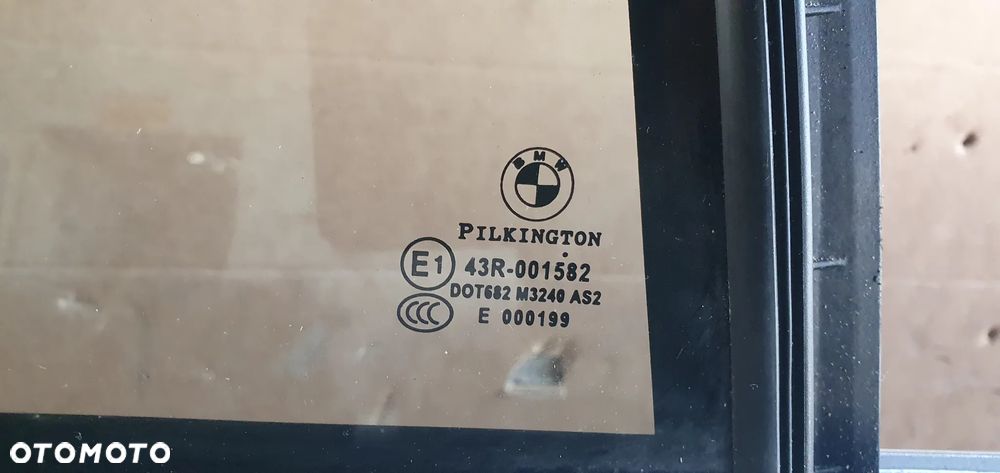 BMW
PILKINGTON
E1 43R-001582
DOT682 M3240 AS2
CCC E 000199
OTOMOTO